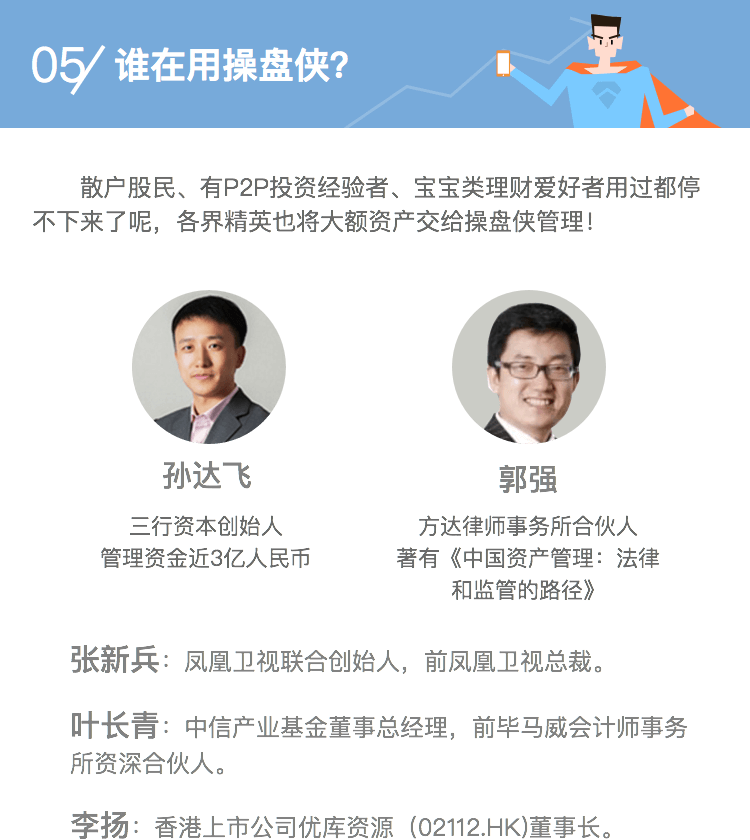 05/ 谁在用操盘侠?
散户股民、有P2P投资经验者、宝宝类理财爱好者用过都停
不下来了呢，各界精英也将大额资产交给操盘侠管理！
孙达飞
三行资本创始人
管理资金近3亿人民币
郭强
方达律师事务所合伙人
著有《中国资产管理：法律
和监管的路径》
张新兵：凤凰卫视联合创始人，前凤凰卫视总裁。
叶长青：中信产业基金董事总经理，前毕马威会计师事务
所资深合伙人。
李扬：香港上市公司优库资源（02112.HK)董事长。